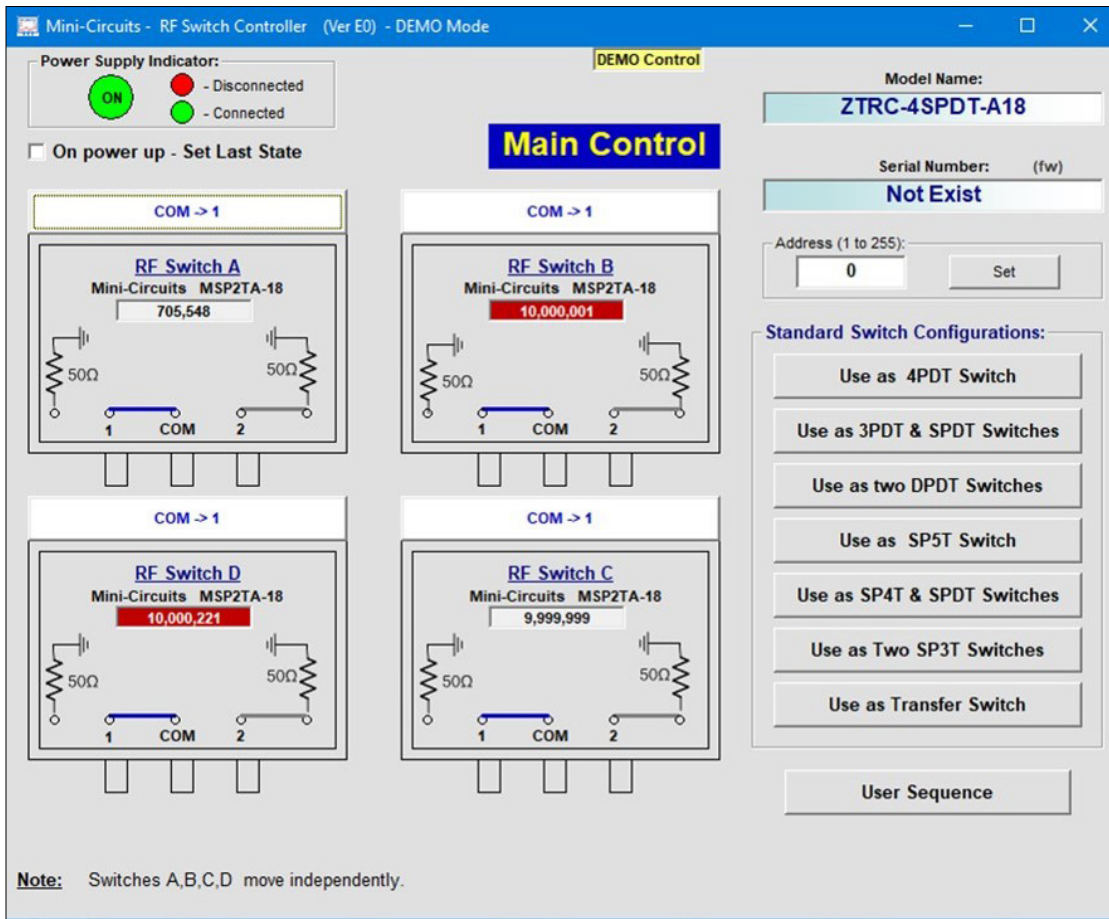 Mini-Circuits - RF Switch Controller (Ver E0) - DEMO Mode
Power Supply Indicator:
ON
- Disconnected
- Connected
DEMO Control
Model Name:
ZTRC-4SPDT-A18
On power up - Set Last State
Main Control
Serial Number: (fw)
Not Exist
Address (1 to 255):
0
Set
COM -> 1
RF Switch A
Mini-Circuits MSP2TA-18
705,548
50Ω
50Ω
1 COM 2
COM -> 1
RF Switch B
Mini-Circuits MSP2TA-18
10,000,001
50Ω
50Ω
1 COM 2
COM -> 1
RF Switch D
Mini-Circuits MSP2TA-18
10,000,221
50Ω
50Ω
1 COM 2
COM -> 1
RF Switch C
Mini-Circuits MSP2TA-18
9,999,999
50Ω
50Ω
1 COM 2
Standard Switch Configurations:
Use as 4PDT Switch
Use as 3PDT & SPDT Switches
Use as two DPDT Switches
Use as SP5T Switch
Use as SP4T & SPDT Switches
Use as Two SP3T Switches
Use as Transfer Switch
User Sequence
Note: Switches A,B,C,D move independently.